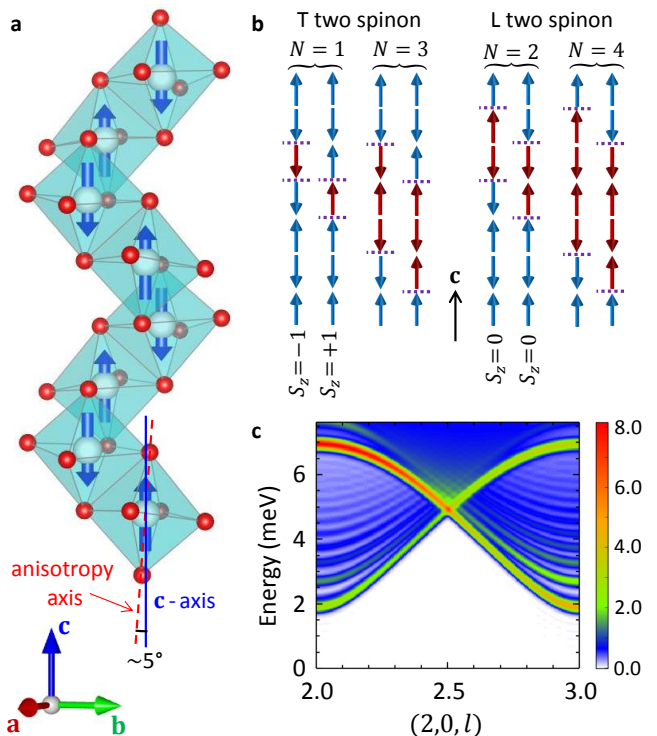 a
anisotropy
axis
c - axis
~5°
c
a
b
b
T two spinon
L two spinon
N = 1
N = 3
N = 2
N = 4
c
S_z=−1
S_z=+1
S_z=0
S_z=0
c
Energy (meV)
6
4
2
0
2.0
2.5
3.0
(2,0, l)
8.0
6.0
4.0
2.0
0.0